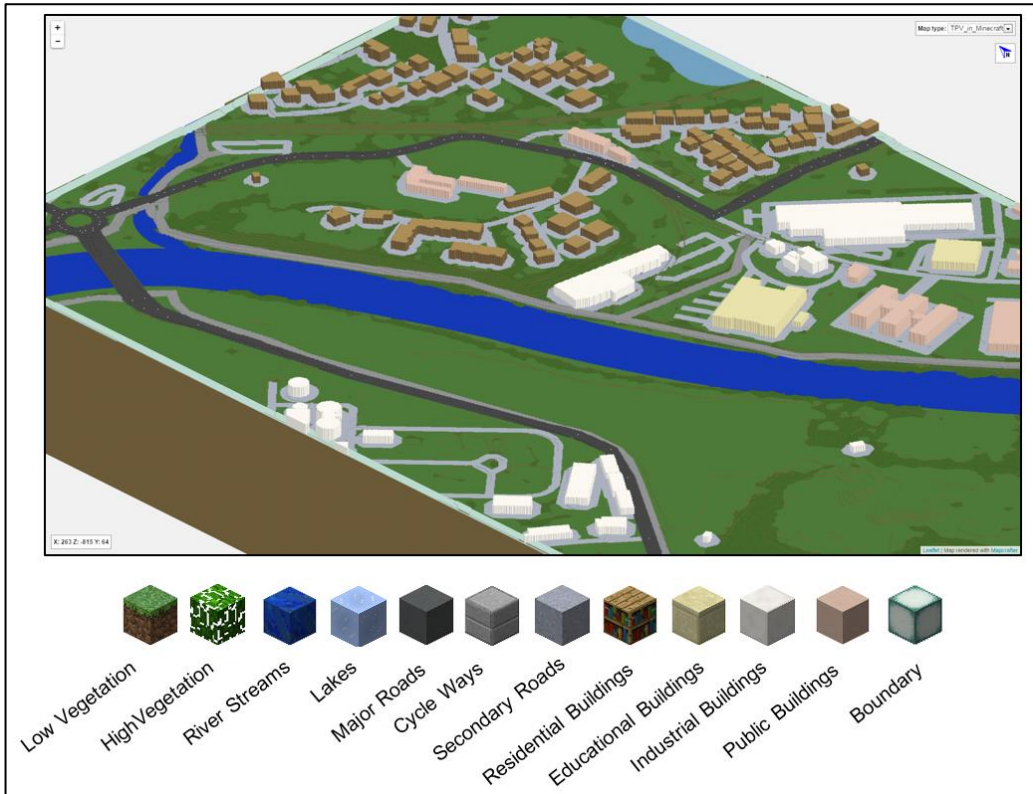 +
−
Map type: TPV_in_Minecraft
X: 263 Z: -815 Y: 64
Leaflet | Map rendered with Mapcrafter
Low Vegetation
HighVegetation
River Streams
Lakes
Major Roads
Cycle Ways
Secondary Roads
Residential Buildings
Educational Buildings
Industrial Buildings
Public Buildings
Boundary